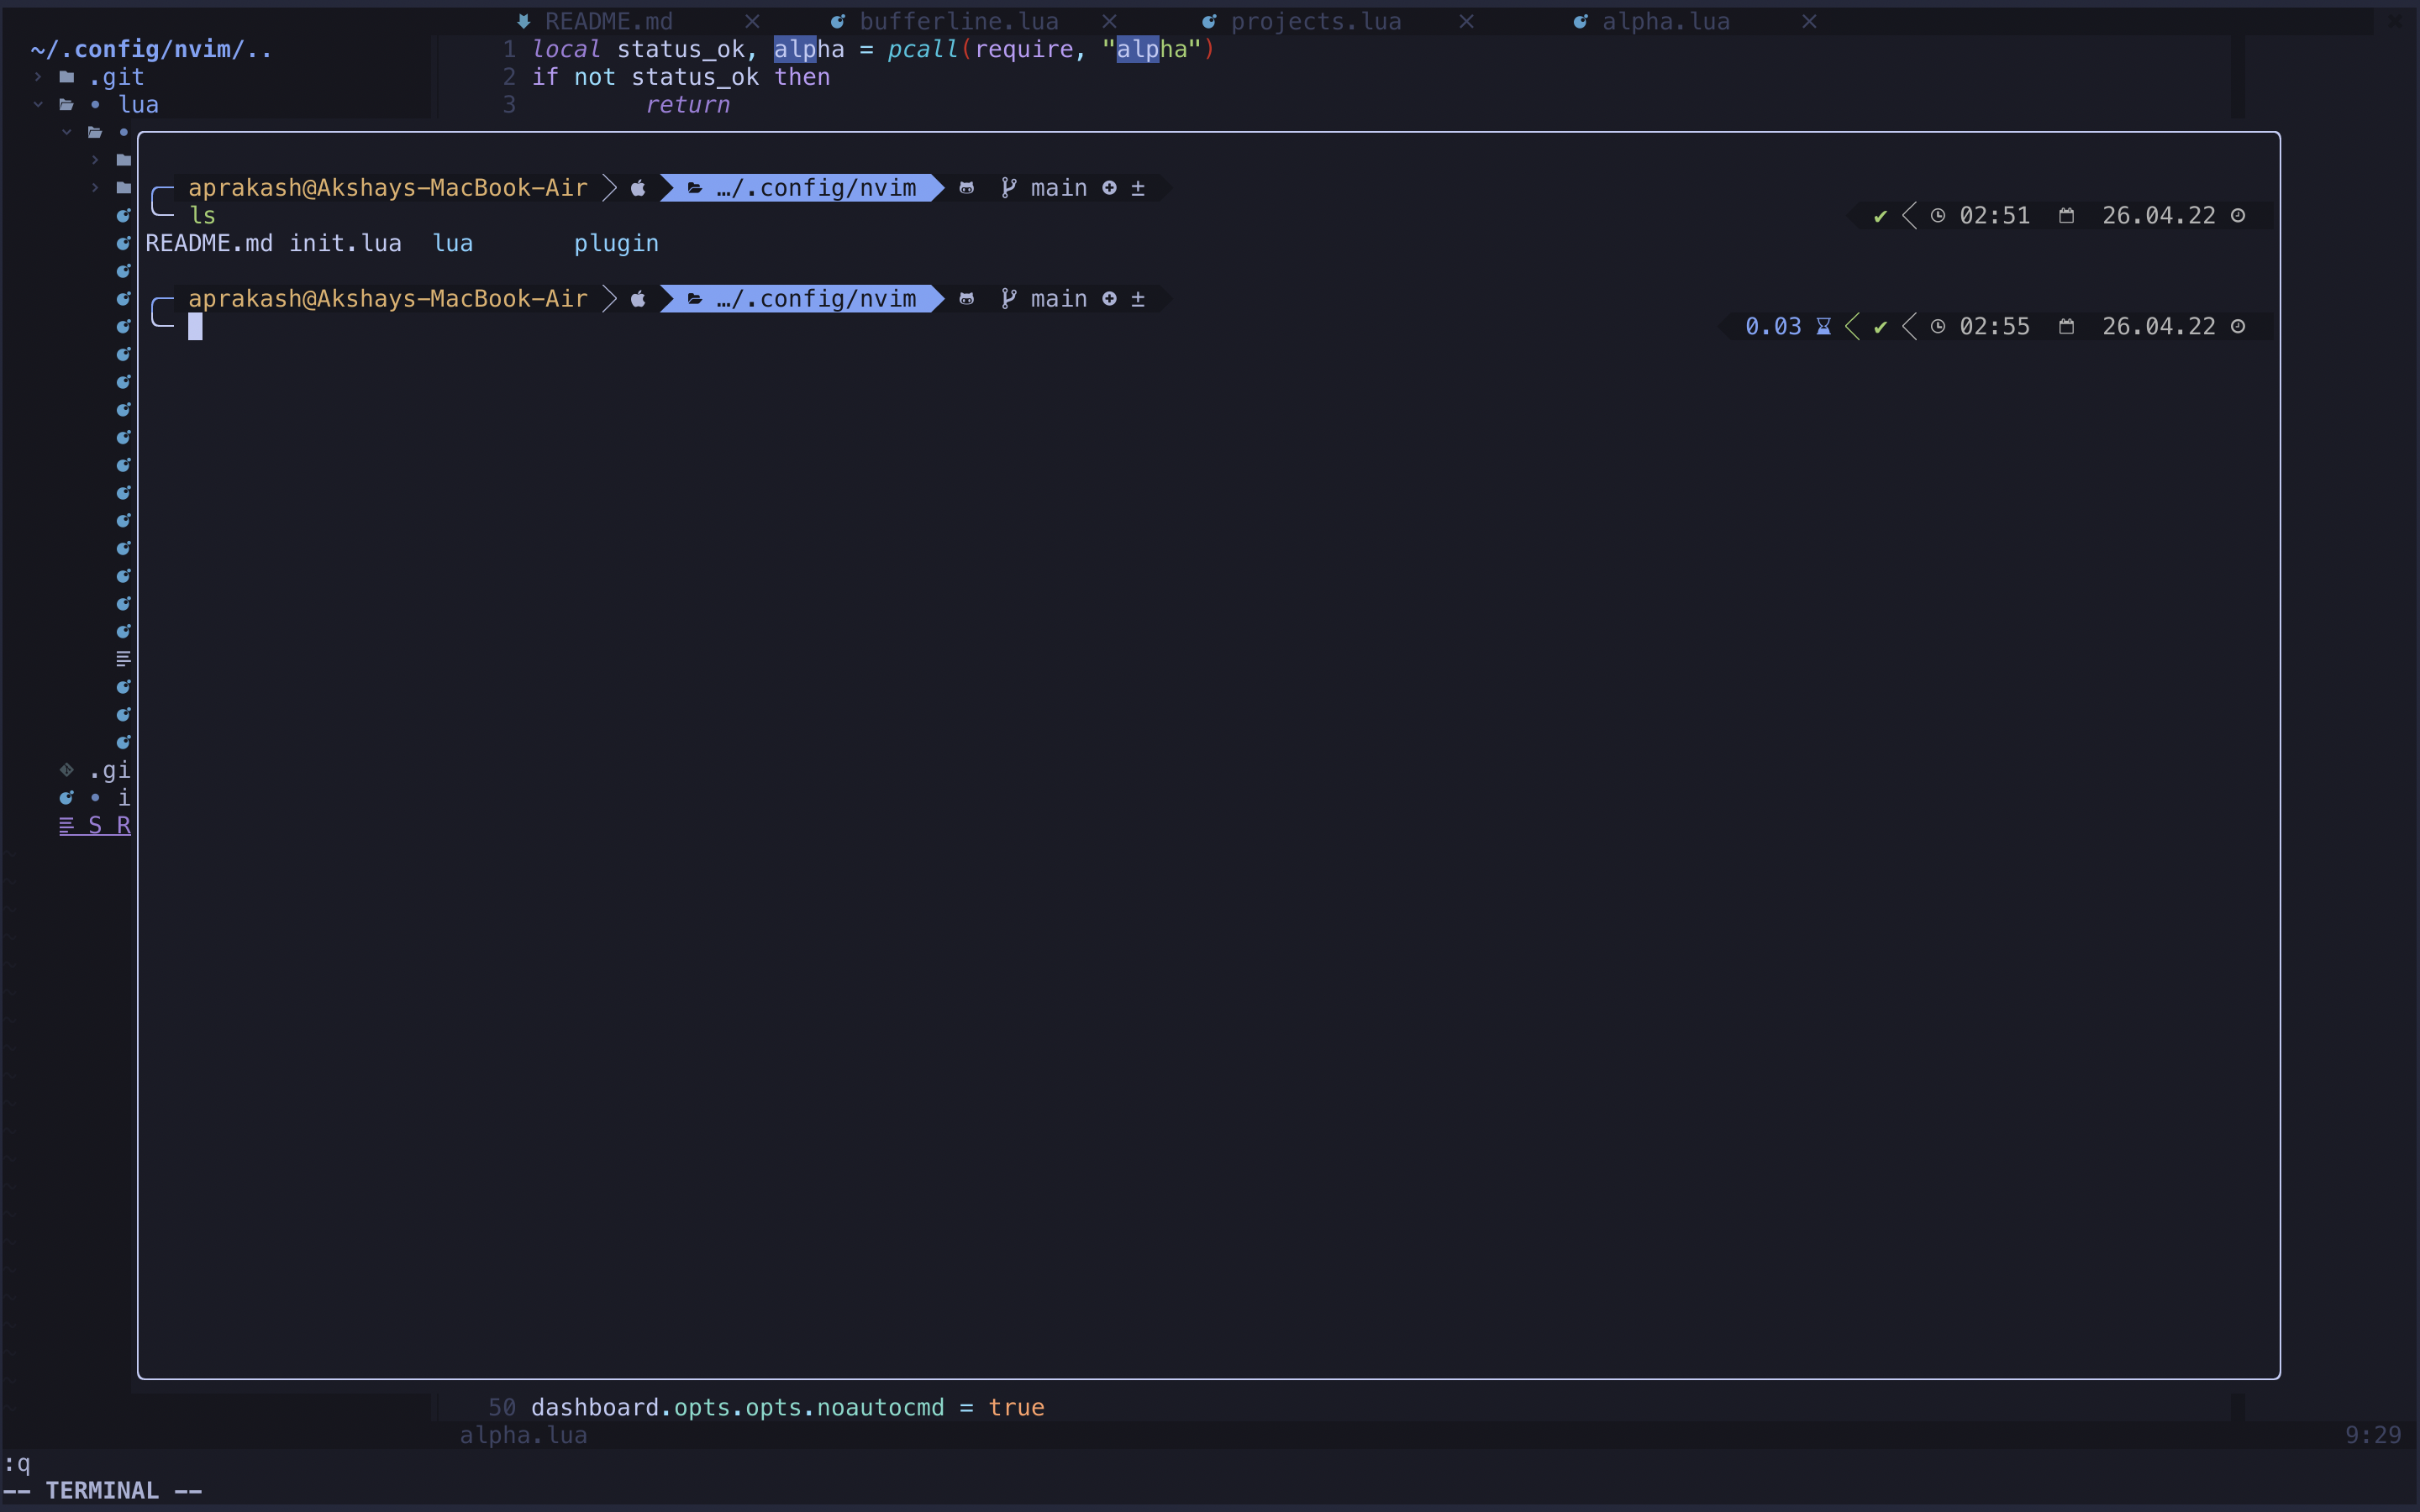 README.md bufferline.lua projects.lua alpha.lua
~/.config/nvim/..
.git
lua
1 local status_ok, alpha = pcall(require, "alpha")
2 if not status_ok then
3 return
aprakash@Akshays-MacBook-Air …/.config/nvim main ±
ls
02:51 26.04.22
README.md init.lua lua plugin
aprakash@Akshays-MacBook-Air …/.config/nvim main ±
0.03 02:55 26.04.22
.gi
i
S R
50 dashboard.opts.opts.noautocmd = true
alpha.lua 9:29
:q
-- TERMINAL --